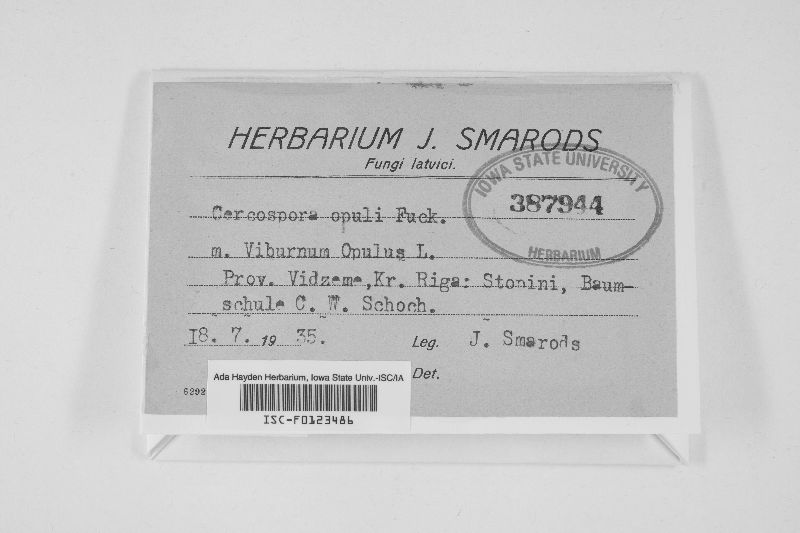 HERBARIUM J. SMARODS
Fungi latvici.
IOWA STATE UNIVERSITY
387944
HERBARIUM
Cercospora opuli Fuck.
m. Viburnum Opulus L.
Prov. Vidzeme, Kr. Riga: Stopini, Baum-
schule C. W. Schoch.
18. 7. 19 35.
Leg. J. Smarods
Det.
Ada Hayden Herbarium, Iowa State Univ.-ISC/IA
ISC-F0123486